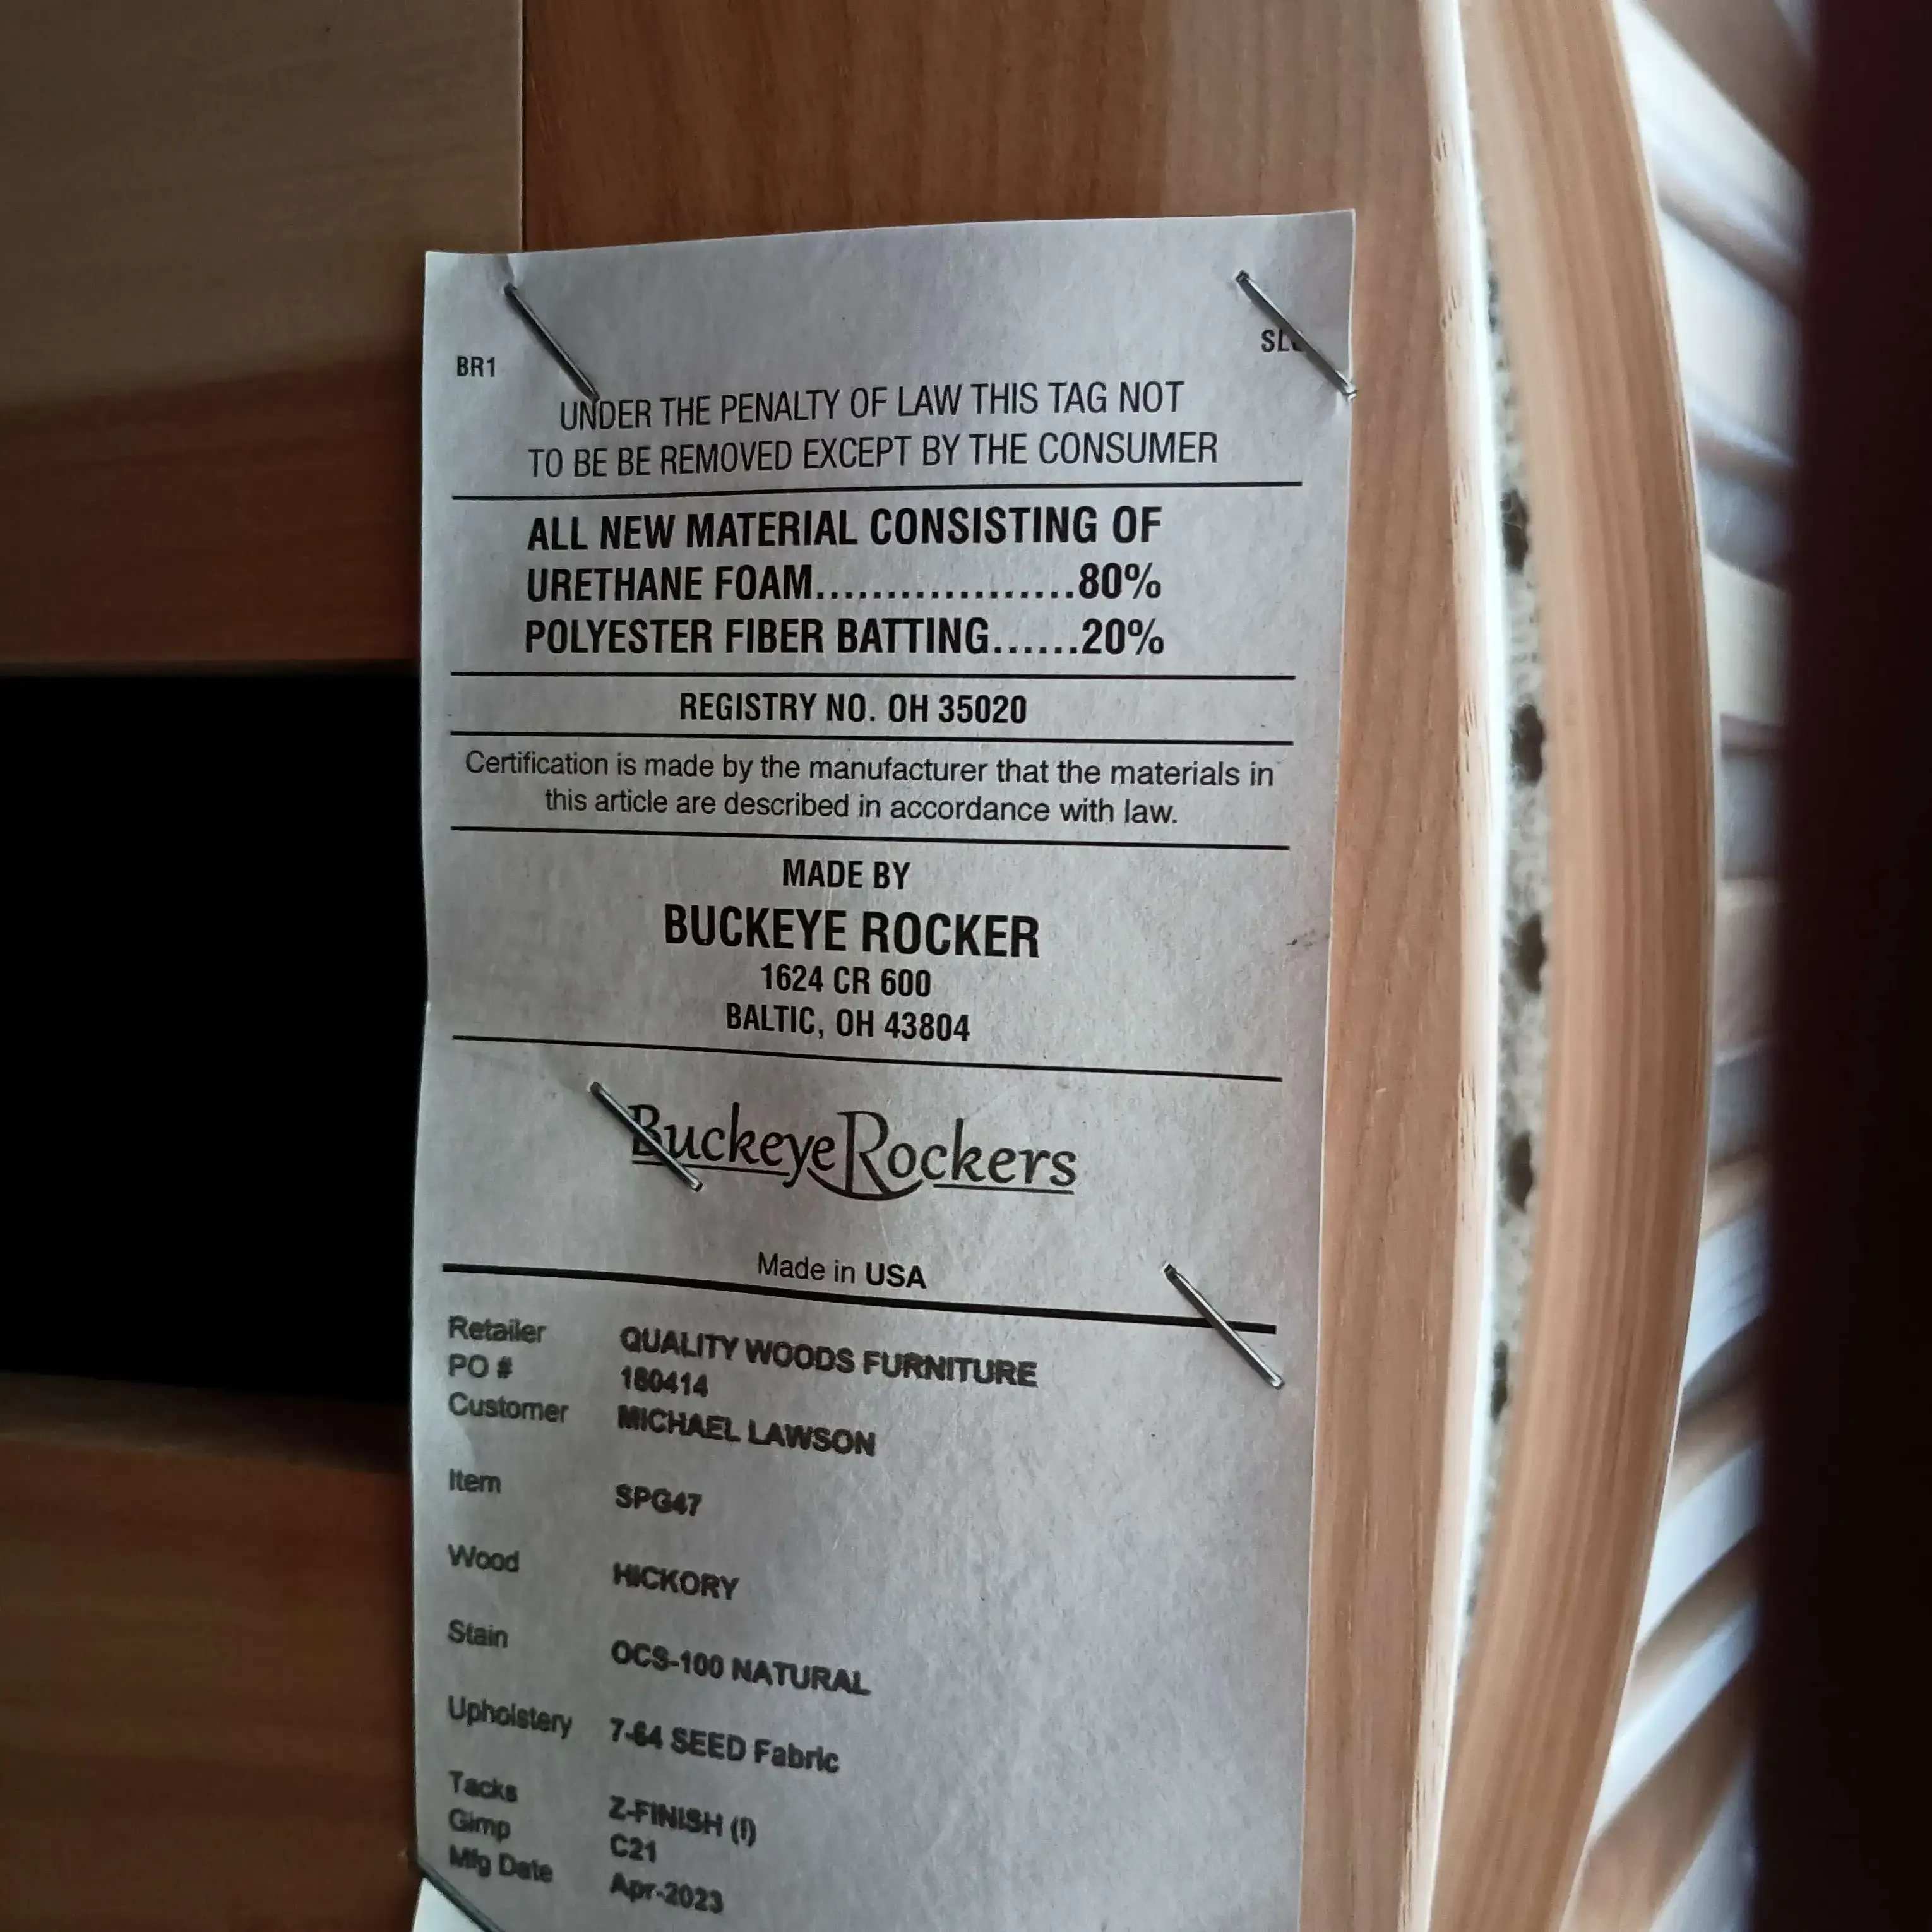 BR1
UNDER THE PENALTY OF LAW THIS TAG NOT
TO BE BE REMOVED EXCEPT BY THE CONSUMER
ALL NEW MATERIAL CONSISTING OF
URETHANE FOAM..................80%
POLYESTER FIBER BATTING......20%
REGISTRY NO. OH 35020
Certification is made by the manufacturer that the materials in
this article are described in accordance with law.
MADE BY
BUCKEYE ROCKER
1624 CR 600
BALTIC, OH 43804
Buckeye Rockers
Made in USA
Retailer QUALITY WOODS FURNITURE
PO # 180414
Customer MICHAEL LAWSON
Item SPG47
Wood HICKORY
Stain OCS-100 NATURAL
Upholstery 7-64 SEED Fabric
Tacks Z-FINISH (I)
Gimp C21
Mfg Date Apr-2023